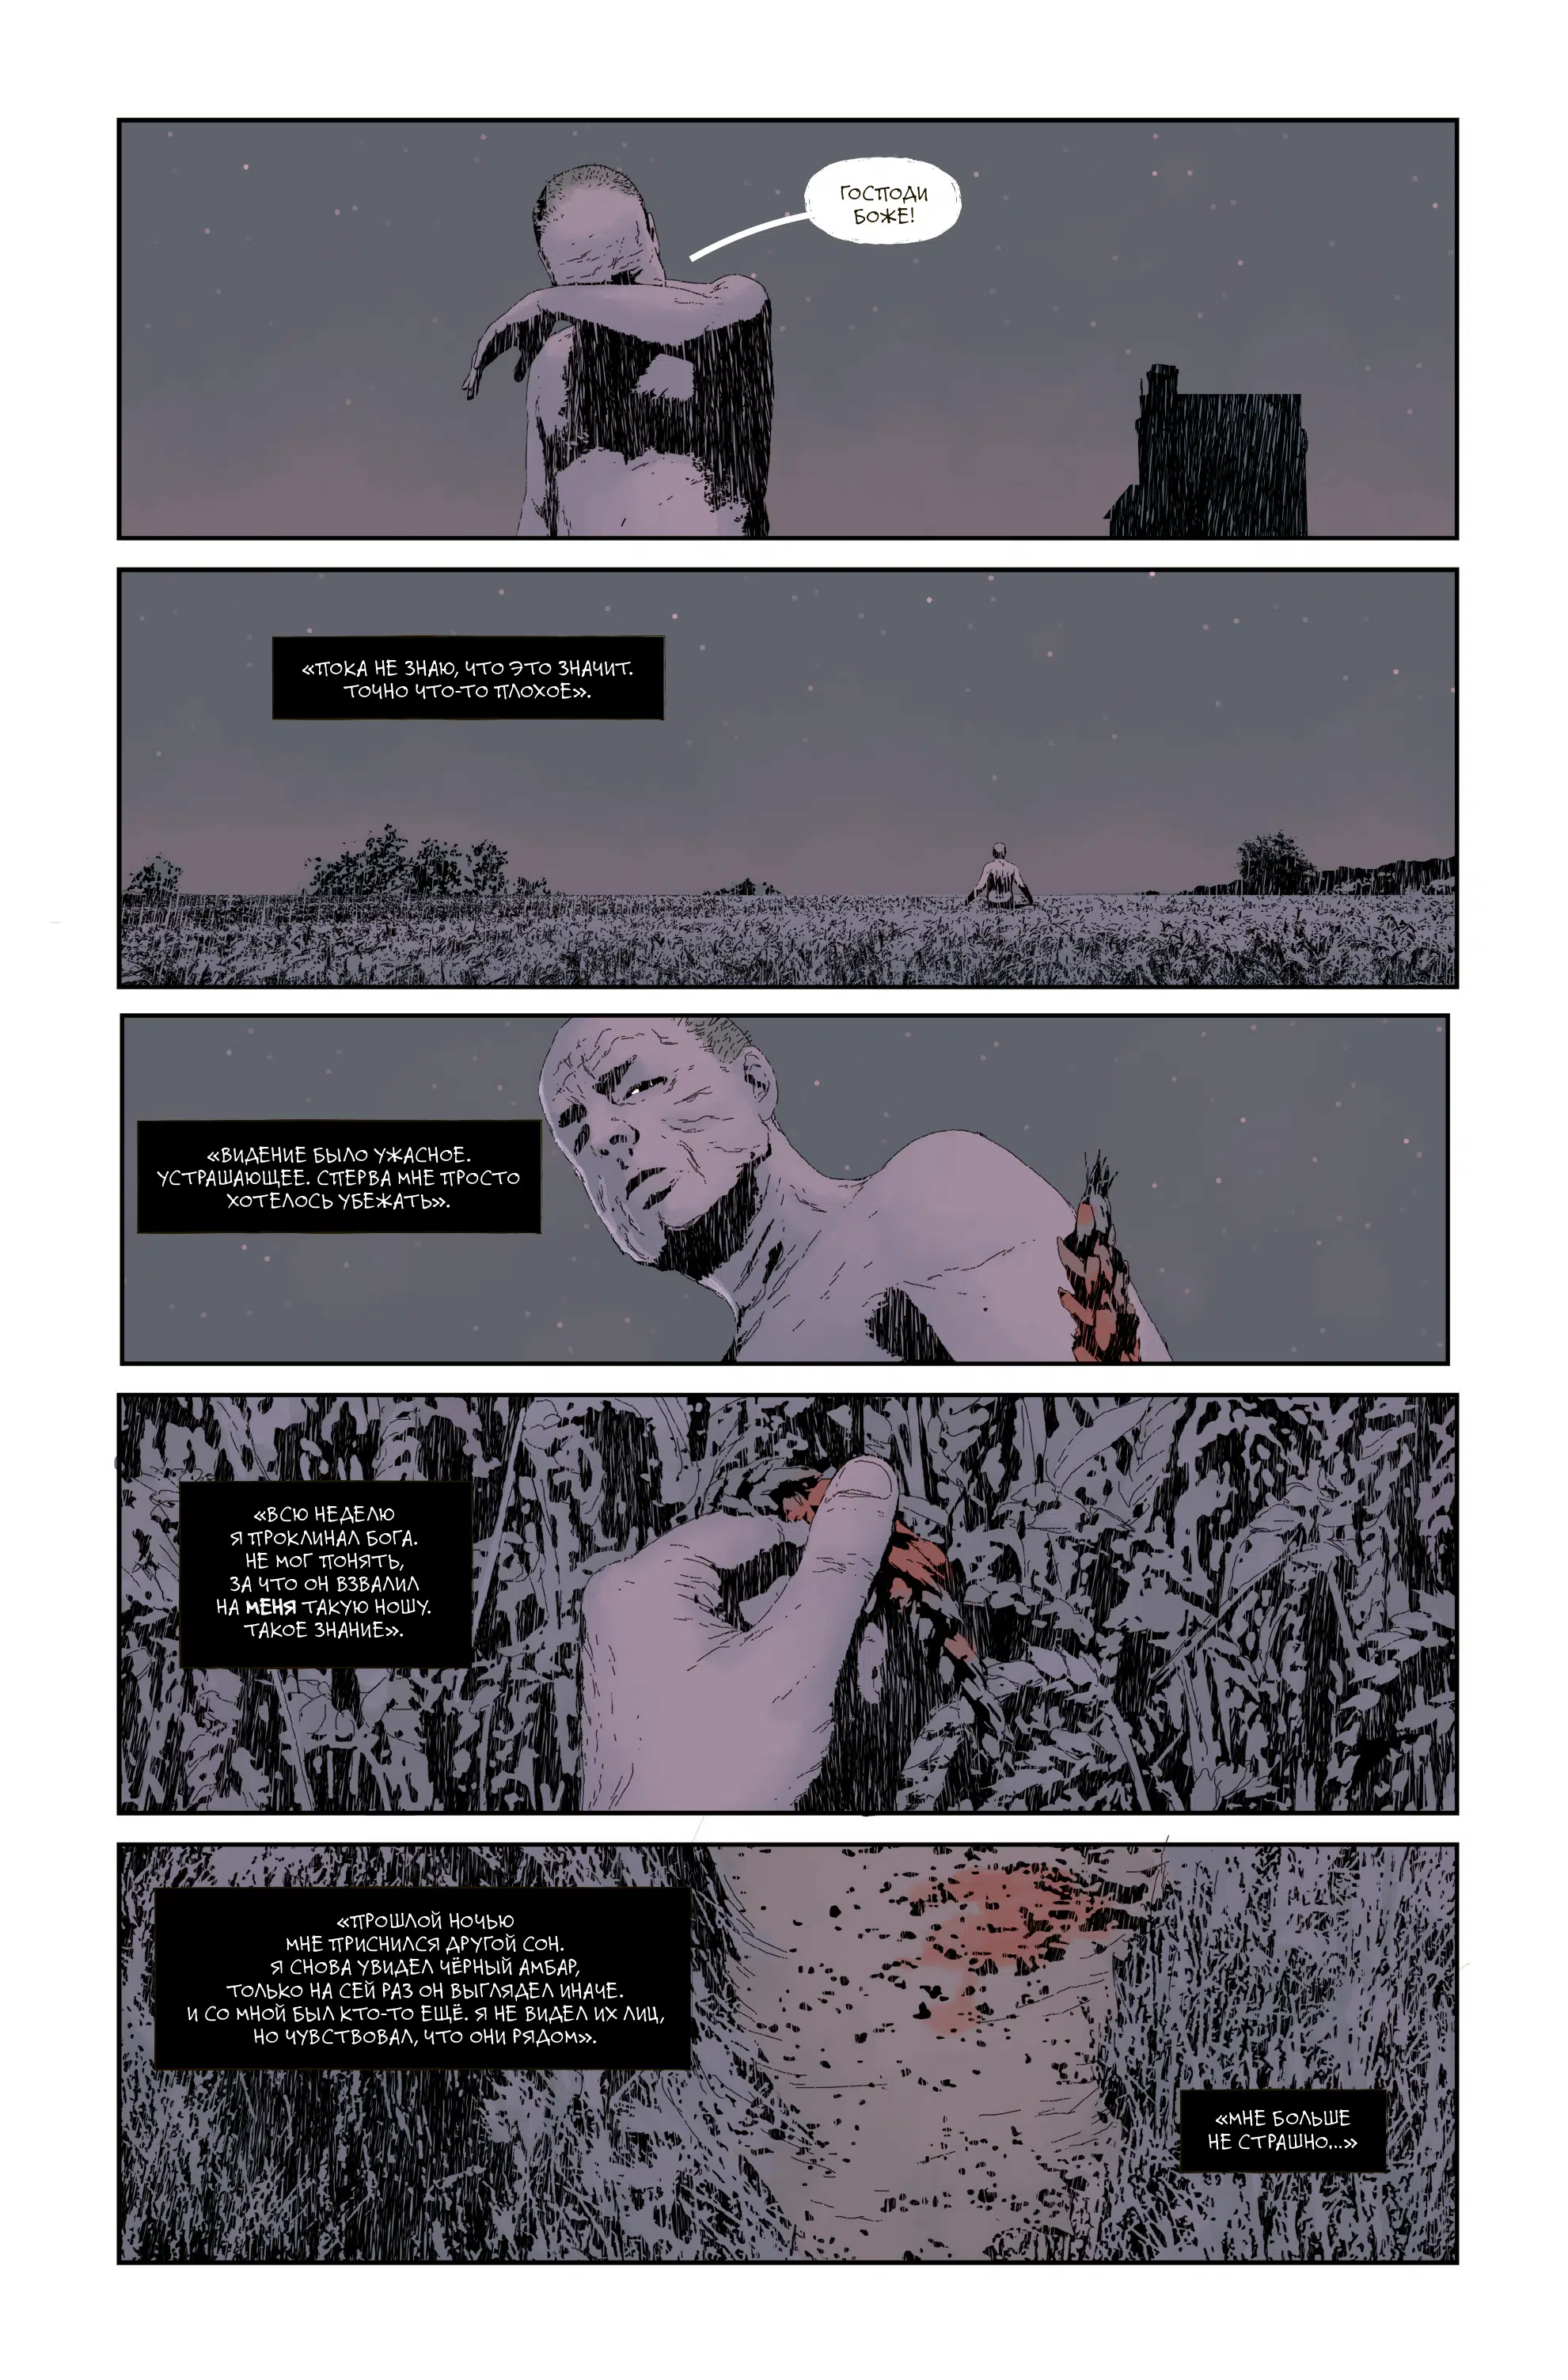 ГОСПОДИ
БОЖЕ!
«ПОКА НЕ ЗНАЮ, ЧТО ЭТО ЗНАЧИТ.
ТОЧНО ЧТО-ТО ПЛОХОЕ».
«ВИДЕНИЕ БЫЛО УЖАСНОЕ.
УСТРАШАЮЩЕЕ. СПЕРВА МНЕ ПРОСТО
ХОТЕЛОСЬ УБЕЖАТЬ».
«ВСЮ НЕДЕЛЮ
Я ПРОКЛИНАЛ БОГА.
НЕ МОГ ПОНЯТЬ,
ЗА ЧТО ОН ВЗВАЛИЛ
НА МЕНЯ ТАКУЮ НОШУ.
ТАКОЕ ЗНАНИЕ».
«ПРОШЛОЙ НОЧЬЮ
МНЕ ПРИСНИЛСЯ ДРУГОЙ СОН.
Я СНОВА УВИДЕЛ ЧЁРНЫЙ АМБАР,
ТОЛЬКО НА СЕЙ РАЗ ОН ВЫГЛЯДЕЛ ИНАЧЕ.
И СО МНОЙ БЫЛ КТО-ТО ЕЩЁ. Я НЕ ВИДЕЛ ИХ ЛИЦ,
НО ЧУВСТВОВАЛ, ЧТО ОНИ РЯДОМ».
«МНЕ БОЛЬШЕ
НЕ СТРАШНО...»